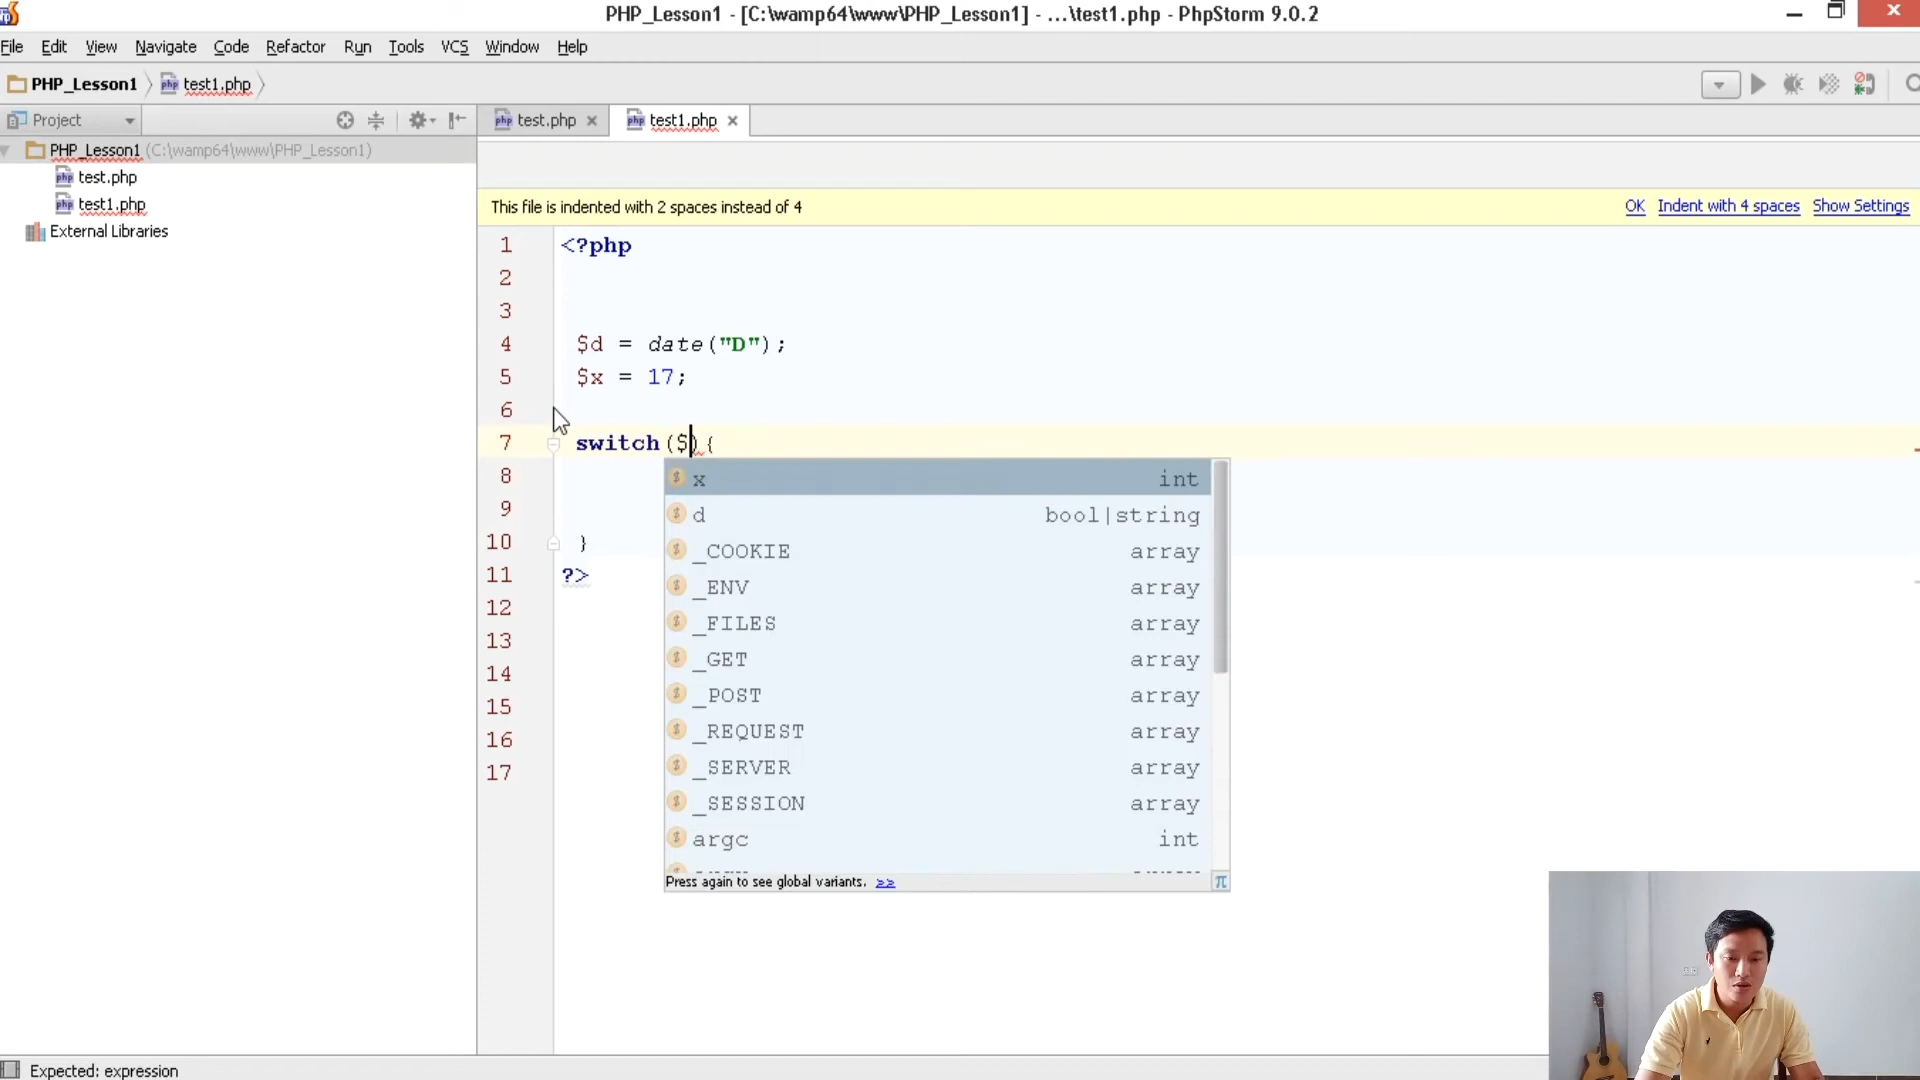 PHP_Lesson1 - [C:\wamp64\www\PHP_Lesson1] - ...\test1.php - PhpStorm 9.0.2
File Edit View Navigate Code Refactor Run Tools VCS Window Help
PHP_Lesson1 php test1.php
Project php test.php php test1.php
PHP_Lesson1 (C:\wamp64\www\PHP_Lesson1)
php test.php
php test1.php
External Libraries
This file is indented with 2 spaces instead of 4 OK Indent with 4 spaces Show Settings
1 <?php
2
3
4 $d = date("D");
5 $x = 17;
6
7 switch($){
8
9
10 }
11 ?>
12
13
14
15
16
17
$ x int
$ d bool|string
$ _COOKIE array
$ _ENV array
$ _FILES array
$ _GET array
$ _POST array
$ _REQUEST array
$ _SERVER array
$ _SESSION array
$ argc int
Press again to see global variants. >> π
Expected: expression